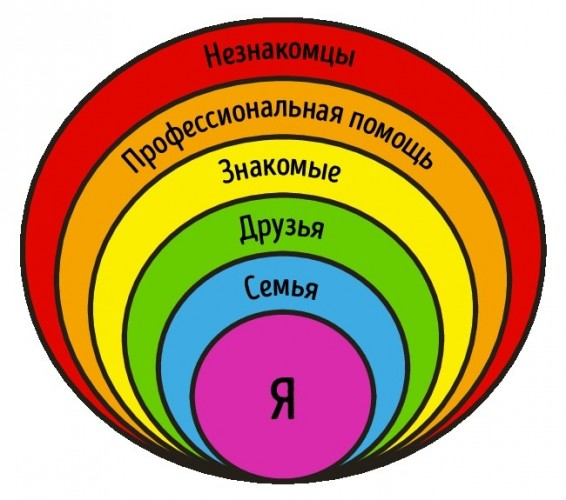 Незнакомцы
Профессиональная помощь
Знакомые
Друзья
Семья
Я